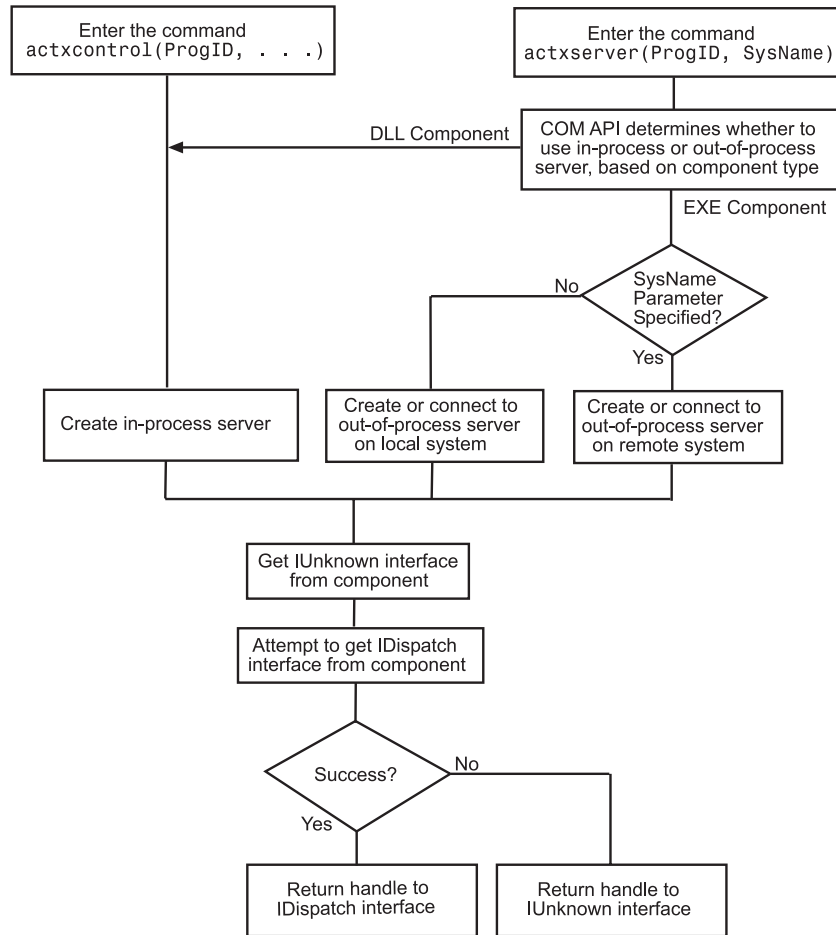 Enter the command
actxcontrol(ProgID, . . .)
Enter the command
actxserver(ProgID, SysName)
DLL Component
COM API determines whether to
use in-process or out-of-process
server, based on component type
EXE Component
No
SysName
Parameter
Specified?
Yes
Create in-process server
Create or connect to
out-of-process server
on local system
Create or connect to
out-of-process server
on remote system
Get IUnknown interface
from component
Attempt to get IDispatch
interface from component
Success?
No
Yes
Return handle to
IDispatch interface
Return handle to
IUnknown interface